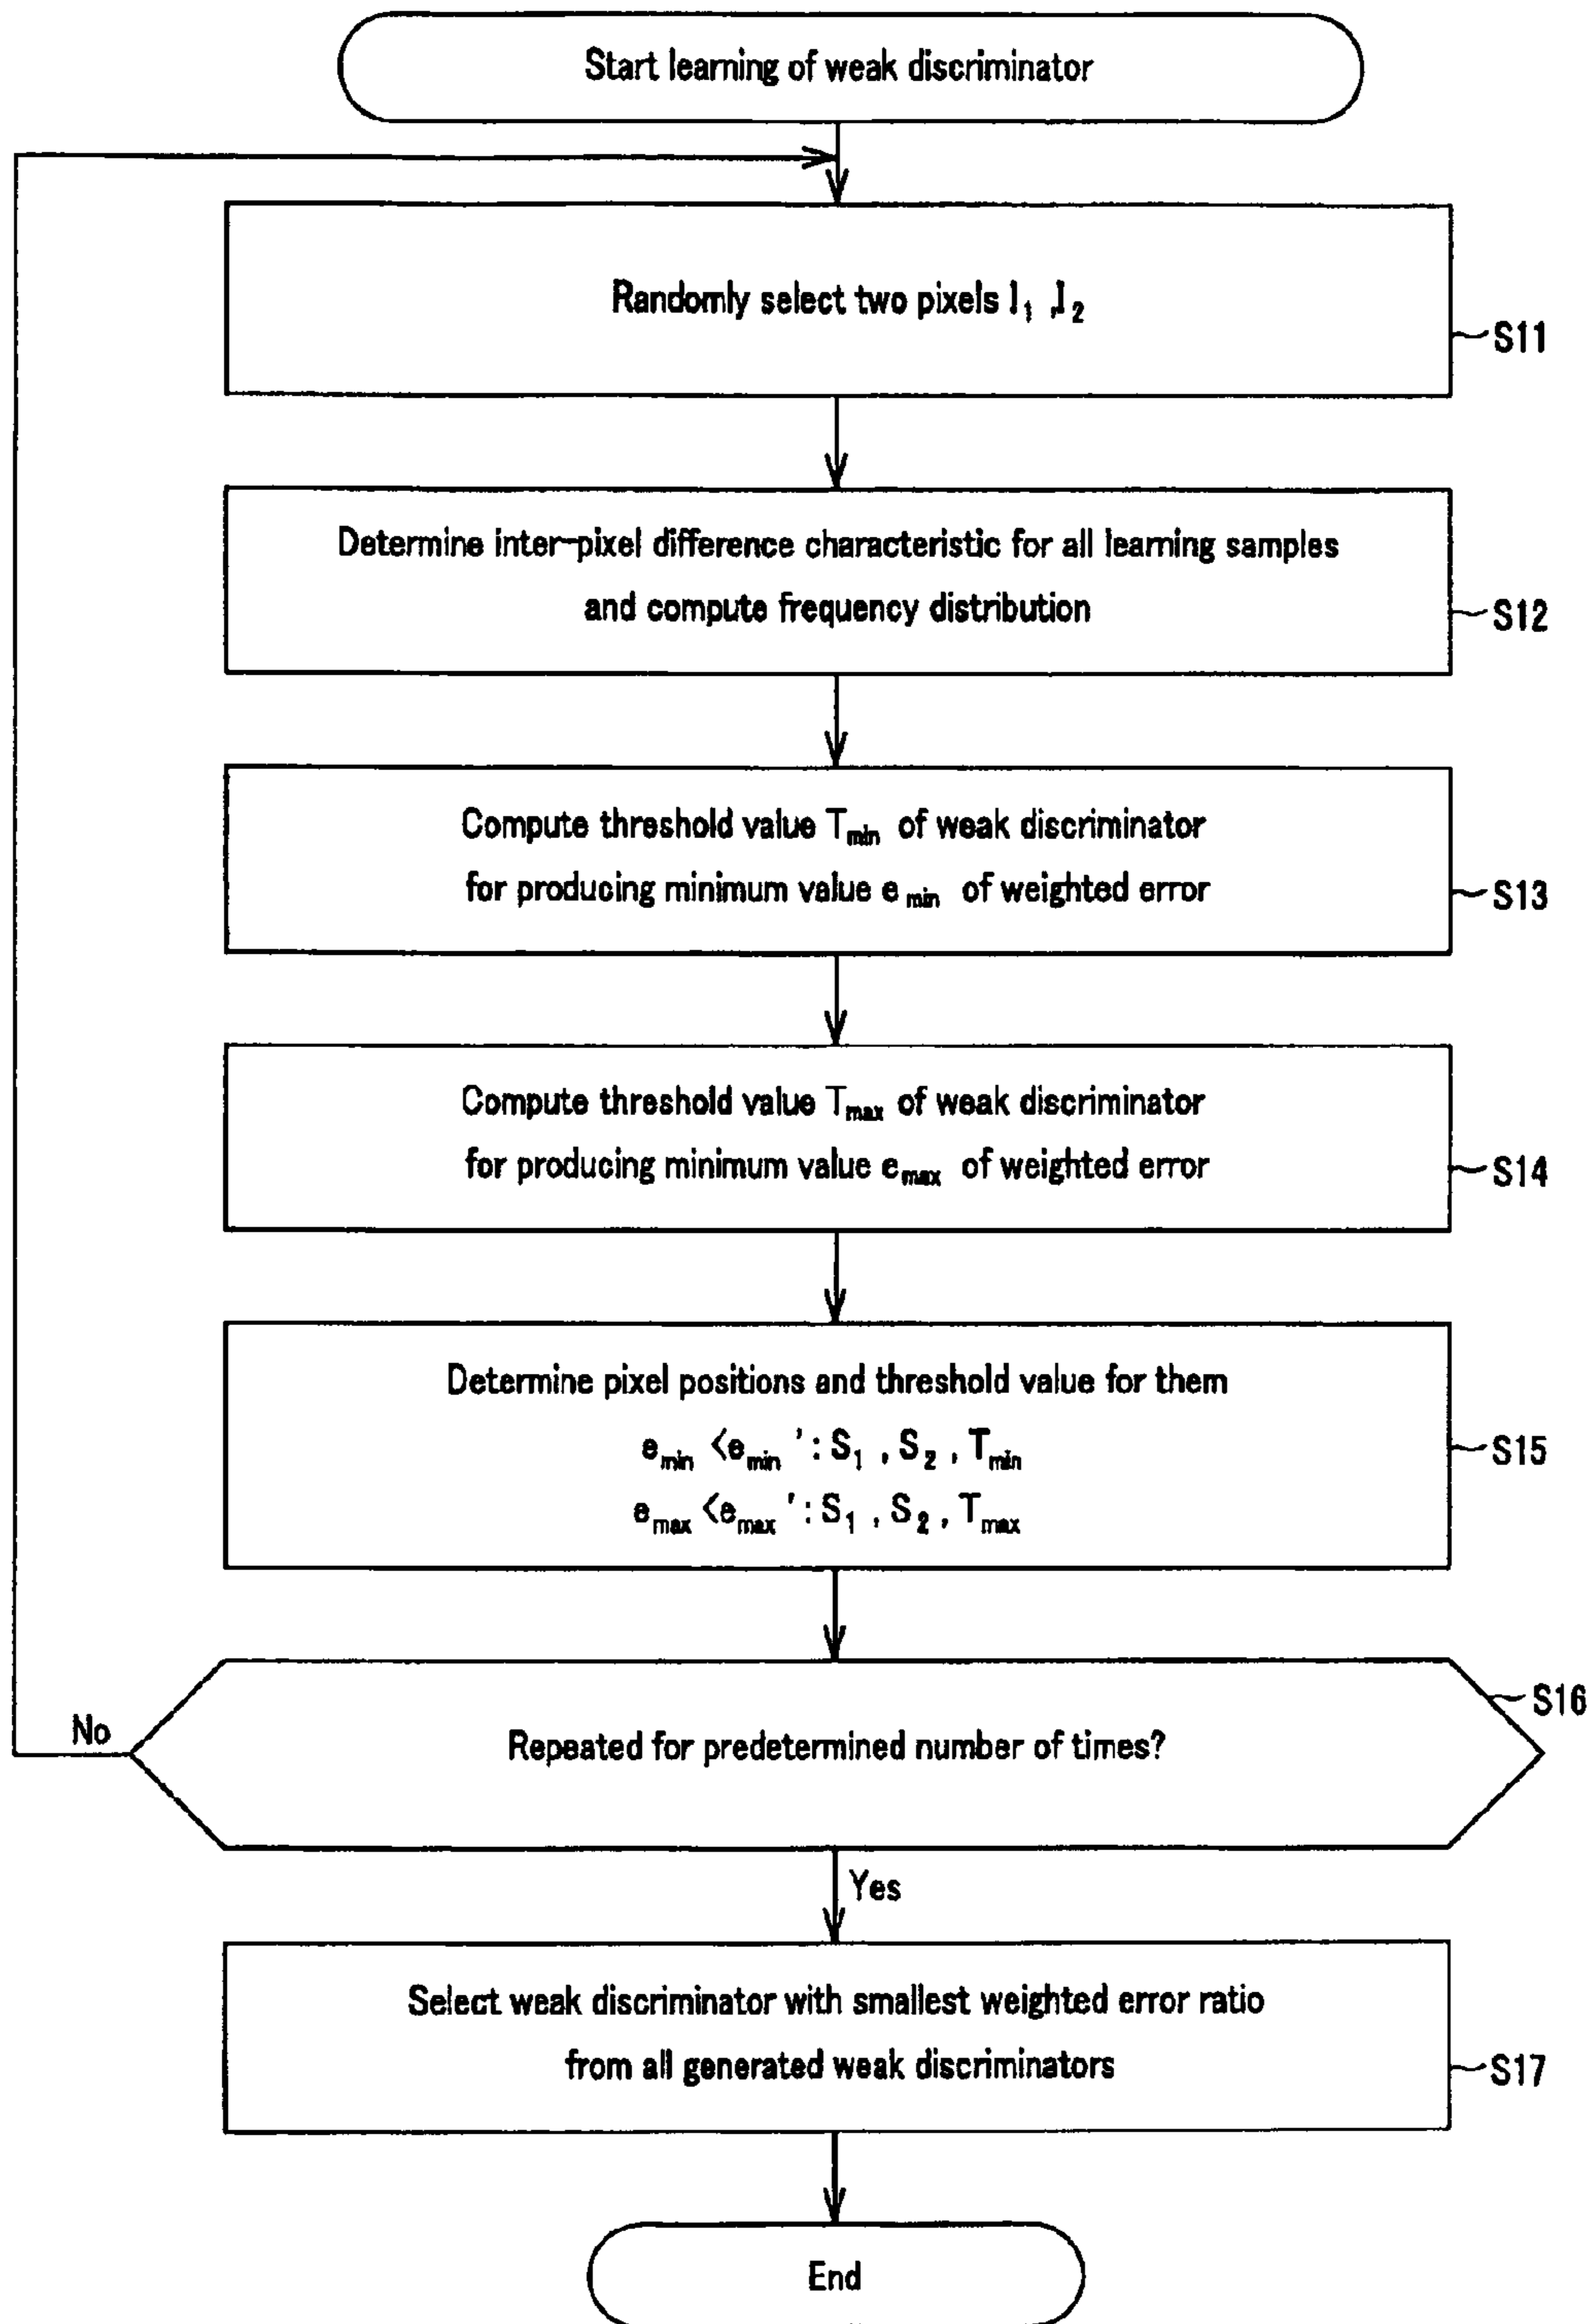 Start learning of weak discriminator
Randomly select two pixels I₁ ,I₂
S11
Determine inter-pixel difference characteristic for all learning samples
and compute frequency distribution
S12
Compute threshold value Tmin of weak discriminator
for producing minimum value emin of weighted error
S13
Compute threshold value Tmax of weak discriminator
for producing minimum value emax of weighted error
S14
Determine pixel positions and threshold value for them
emin <emin ' : S₁ , S₂ , Tmin
emax <emax ' : S₁ , S₂ , Tmax
S15
S16
No
Repeated for predetermined number of times?
Yes
Select weak discriminator with smallest weighted error ratio
from all generated weak discriminators
S17
End